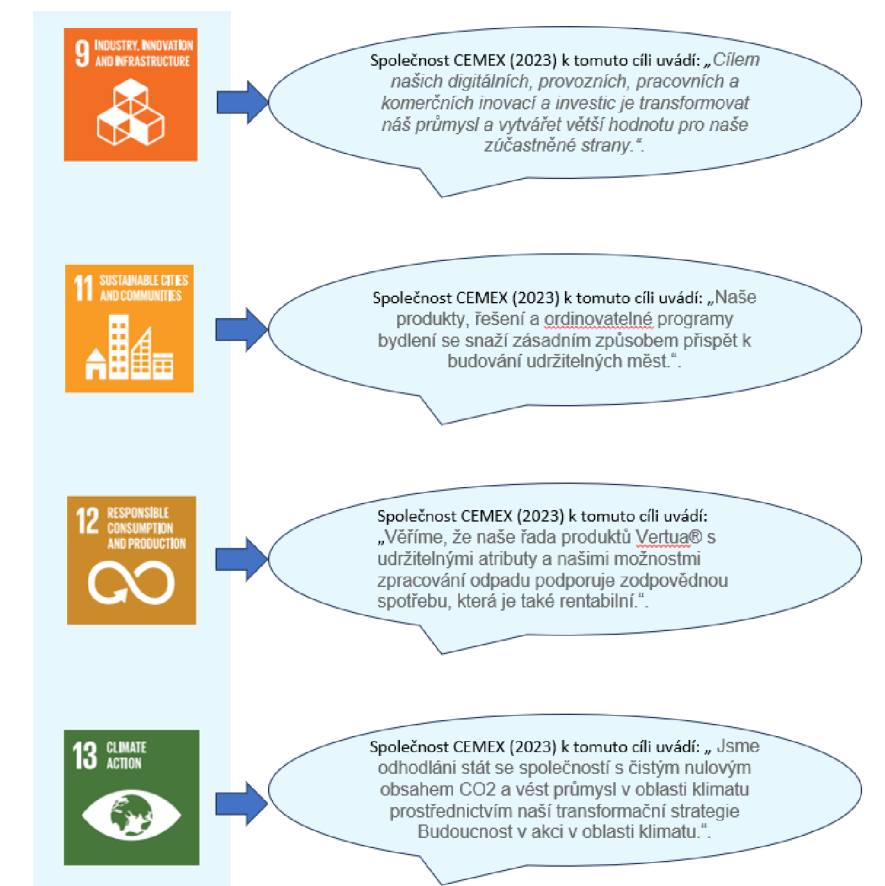 9 INDUSTRY, INNOVATION
AND INFRASTRUCTURE
Společnost CEMEX (2023) k tomuto cíli uvádí: „Cílem
našich digitálních, provozních, pracovních a
komerčních inovací a investic je transformovat
náš průmysl a vytvářet větší hodnotu pro naše
zúčastněné strany.“.
11 SUSTAINABLE CITIES
AND COMMUNITIES
Společnost CEMEX (2023) k tomuto cíli uvádí: „Naše
produkty, řešení a ordinovatelné programy
bydlení se snaží zásadním způsobem přispět k
budování udržitelných měst.“.
12 RESPONSIBLE
CONSUMPTION
AND PRODUCTION
Společnost CEMEX (2023) k tomuto cíli uvádí:
„Věříme, že naše řada produktů Vertua® s
udržitelnými atributy a našimi možnostmi
zpracování odpadu podporuje zodpovědnou
spotřebu, která je také rentabilní.“.
13 CLIMATE
ACTION
Společnost CEMEX (2023) k tomuto cíli uvádí: „ Jsme
odhodláni stát se společností s čistým nulovým
obsahem CO2 a vést průmysl v oblasti klimatu
prostřednictvím naší transformační strategie
Budoucnost v akci v oblasti klimatu.“.